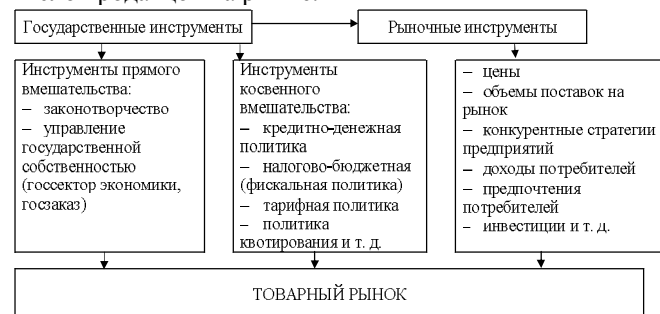 Государственные инструменты
Рыночные инструменты
Инструменты прямого
вмешательства:
– законотворчество
– управление
государственной
собственностью
(госсектор экономики,
госзаказ)
Инструменты
косвенного
вмешательства:
– кредитно-денежная
политика
– налогово-бюджетная
(фискальная политика)
– тарифная политика
– политика
квотирования и т. д.
– цены
– объемы поставок на
рынок
– конкурентные стратегии
предприятий
– доходы потребителей
– предпочтения
потребителей
– инвестиции и т. д.
ТОВАРНЫЙ РЫНОК